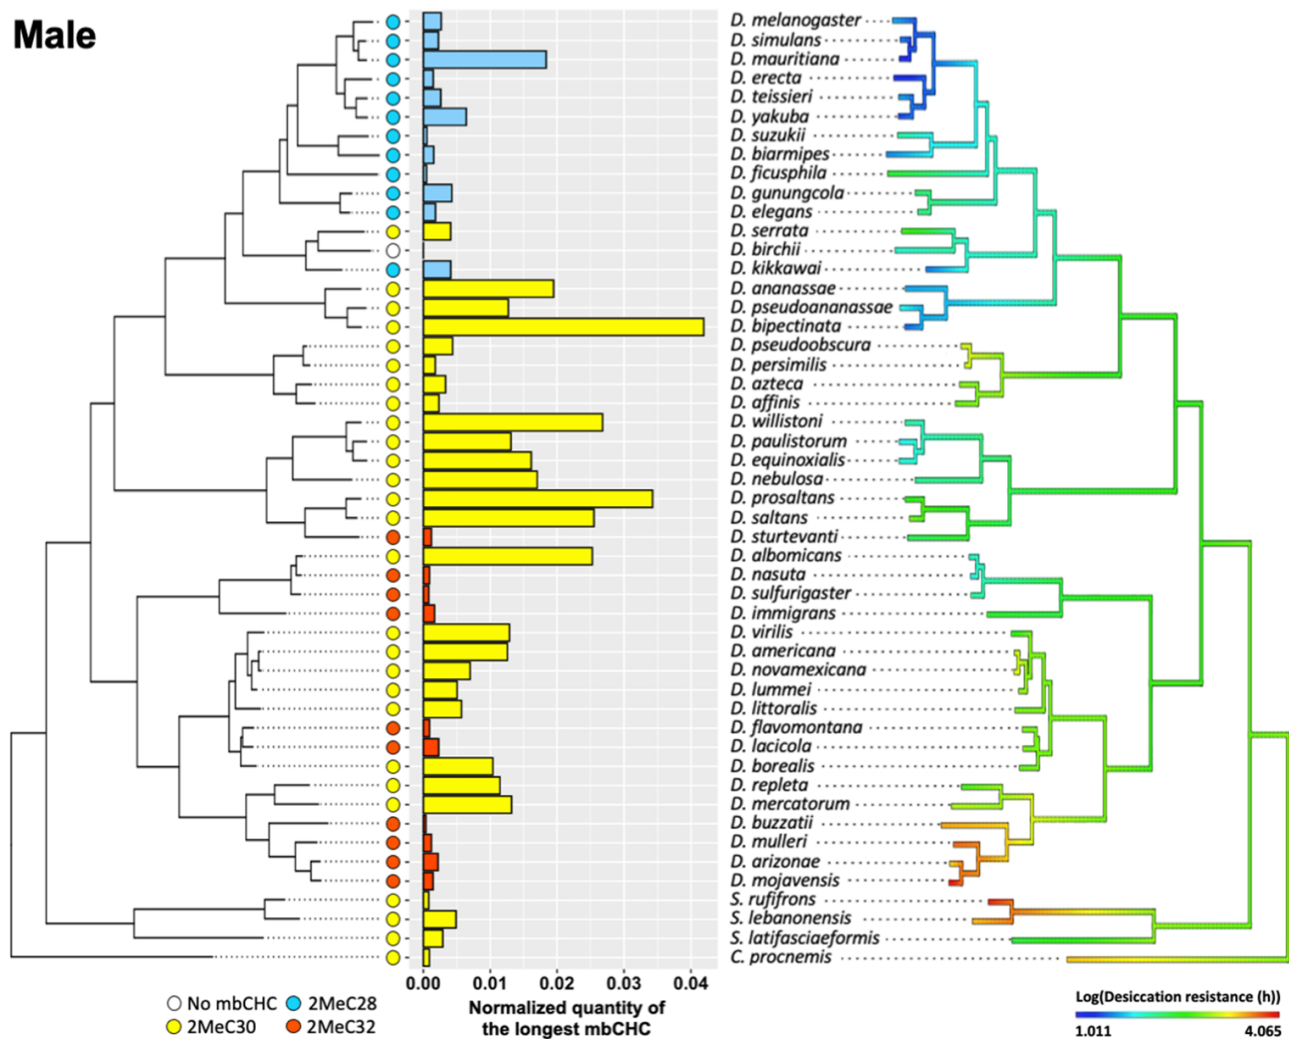 Male
D. melanogaster
D. simulans
D. mauritiana
D. erecta
D. teissieri
D. yakuba
D. suzukii
D. biarmipes
D. ficusphila
D. gunungcola
D. elegans
D. serrata
D. birchii
D. kikkawai
D. ananassae
D. pseudoananassae
D. bipectinata
D. pseudoobscura
D. persimilis
D. azteca
D. affinis
D. willistoni
D. paulistorum
D. equinoxialis
D. nebulosa
D. prosaltans
D. saltans
D. sturtevanti
D. albomicans
D. nasuta
D. sulfurigaster
D. immigrans
D. virilis
D. americana
D. novamexicana
D. lummei
D. littoralis
D. flavomontana
D. lacicola
D. borealis
D. repleta
D. mercatorum
D. buzzatii
D. mulleri
D. arizonae
D. mojavensis
S. rufifrons
S. lebanonensis
S. latifasciaeformis
C. procnemis
0.00 0.01 0.02 0.03 0.04
Normalized quantity of
the longest mbCHC
No mbCHC 2MeC28
2MeC30 2MeC32
Log(Desiccation resistance (h))
1.011 4.065